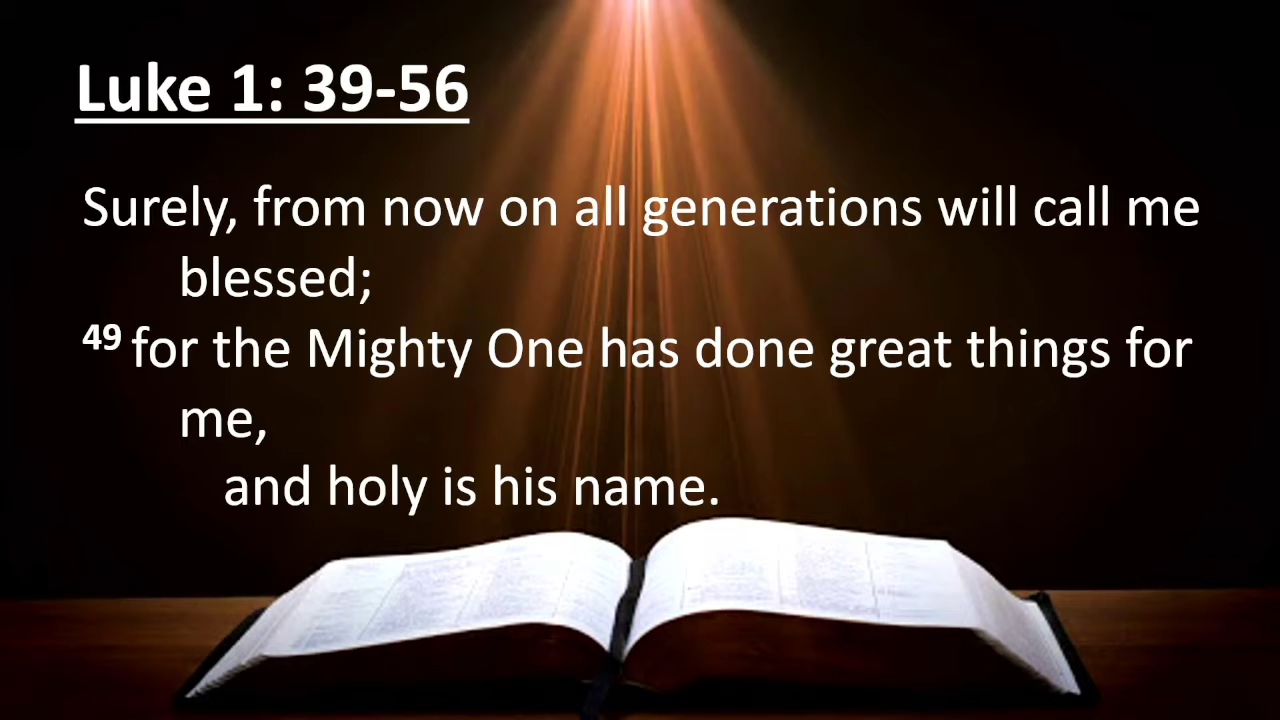 Luke 1: 39-56
Surely, from now on all generations will call me
blessed;
49 for the Mighty One has done great things for
me,
and holy is his name.